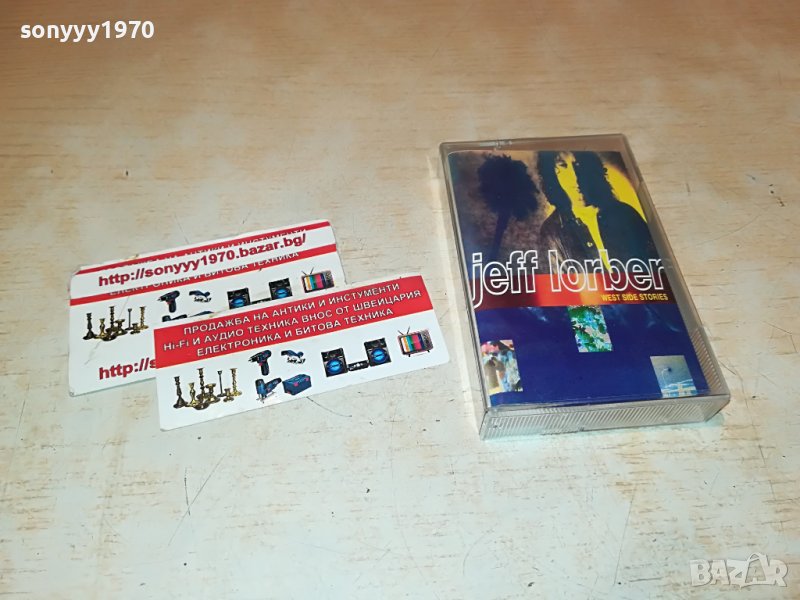 sonyyy1970
http://sonyyy1970.bazar.bg/
ЕЛЕКТРОНИКА И БИТОВА ТЕХНИКА
http://s
ПРОДАЖБА НА АНТИКИ И ИНСТУМЕНТИ
Hi-Fi И АУДИО ТЕХНИКА ВНОС ОТ ШВЕЙЦАРИЯ
ЕЛЕКТРОНИКА И БИТОВА ТЕХНИКА
jeff lorber
WEST SIDE STORIES
BAZAR